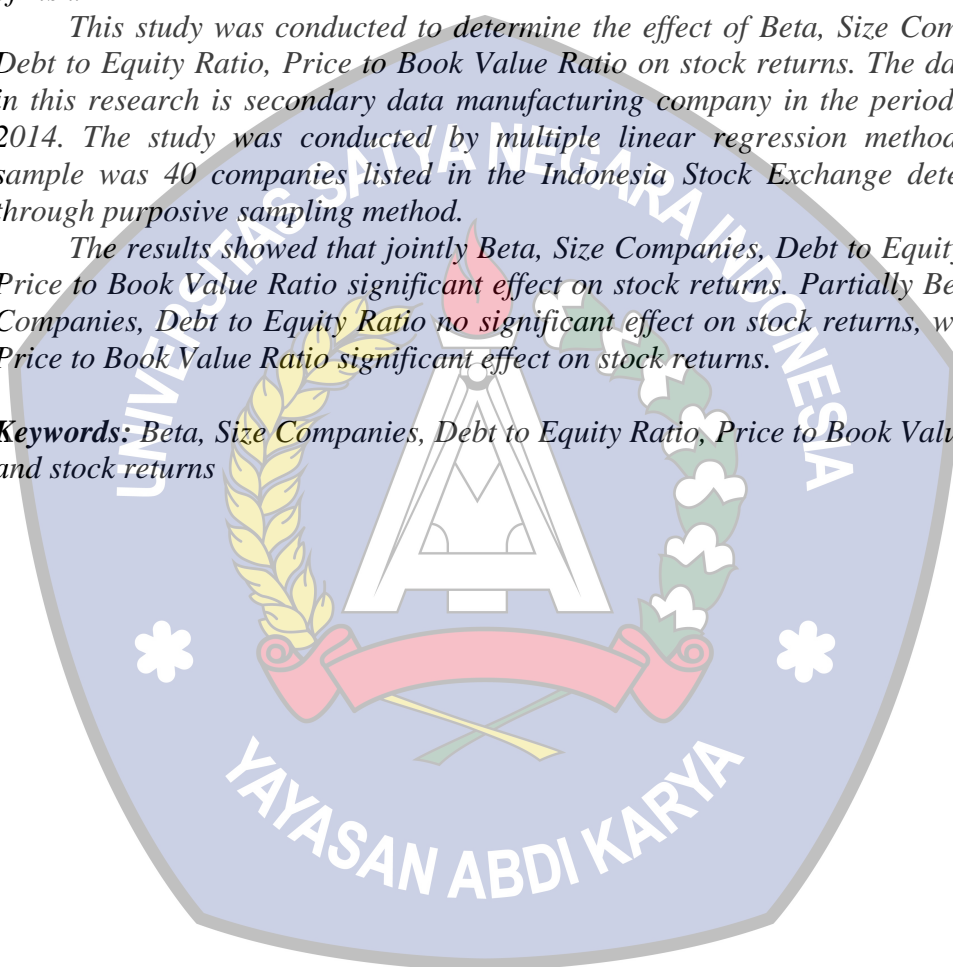 This study was conducted to determine the effect of Beta, Size Com
Debt to Equity Ratio, Price to Book Value Ratio on stock returns. The da
in this research is secondary data manufacturing company in the period
2014. The study was conducted by multiple linear regression method
sample was 40 companies listed in the Indonesia Stock Exchange dete
through purposive sampling method.
The results showed that jointly Beta, Size Companies, Debt to Equity
Price to Book Value Ratio significant effect on stock returns. Partially Be
Companies, Debt to Equity Ratio no significant effect on stock returns, w
Price to Book Value Ratio significant effect on stock returns.
Keywords: Beta, Size Companies, Debt to Equity Ratio, Price to Book Valu
and stock returns
UNIVERSITAS SATYA NEGARA INDONESIA
YAYASAN ABDI KARYA